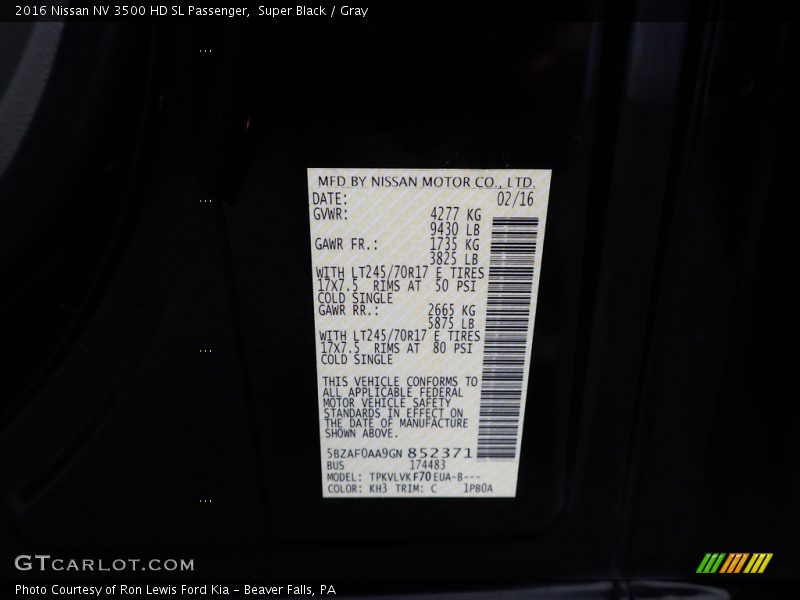 2016 Nissan NV 3500 HD SL Passenger,  Super Black / Gray
MFD BY NISSAN MOTOR CO., LTD.
DATE: 02/16
GVWR: 4277 KG
9430 LB
GAWR FR.: 1735 KG
3825 LB
WITH LT245/70R17 E TIRES
17X7.5 RIMS AT 50 PSI
COLD SINGLE
GAWR RR.: 2665 KG
5875 LB
WITH LT245/70R17 E TIRES
17X7.5 RIMS AT 80 PSI
COLD SINGLE
THIS VEHICLE CONFORMS TO
ALL APPLICABLE FEDERAL
MOTOR VEHICLE SAFETY
STANDARDS IN EFFECT ON
THE DATE OF MANUFACTURE
SHOWN ABOVE.
5BZAF0AA9GN 852371
BUS 174483
MODEL: TPKVLVKF70EUA-B---
COLOR: KH3 TRIM: C 1PB0A
GTCARLOT.COM
Photo Courtesy of Ron Lewis Ford Kia – Beaver Falls, PA